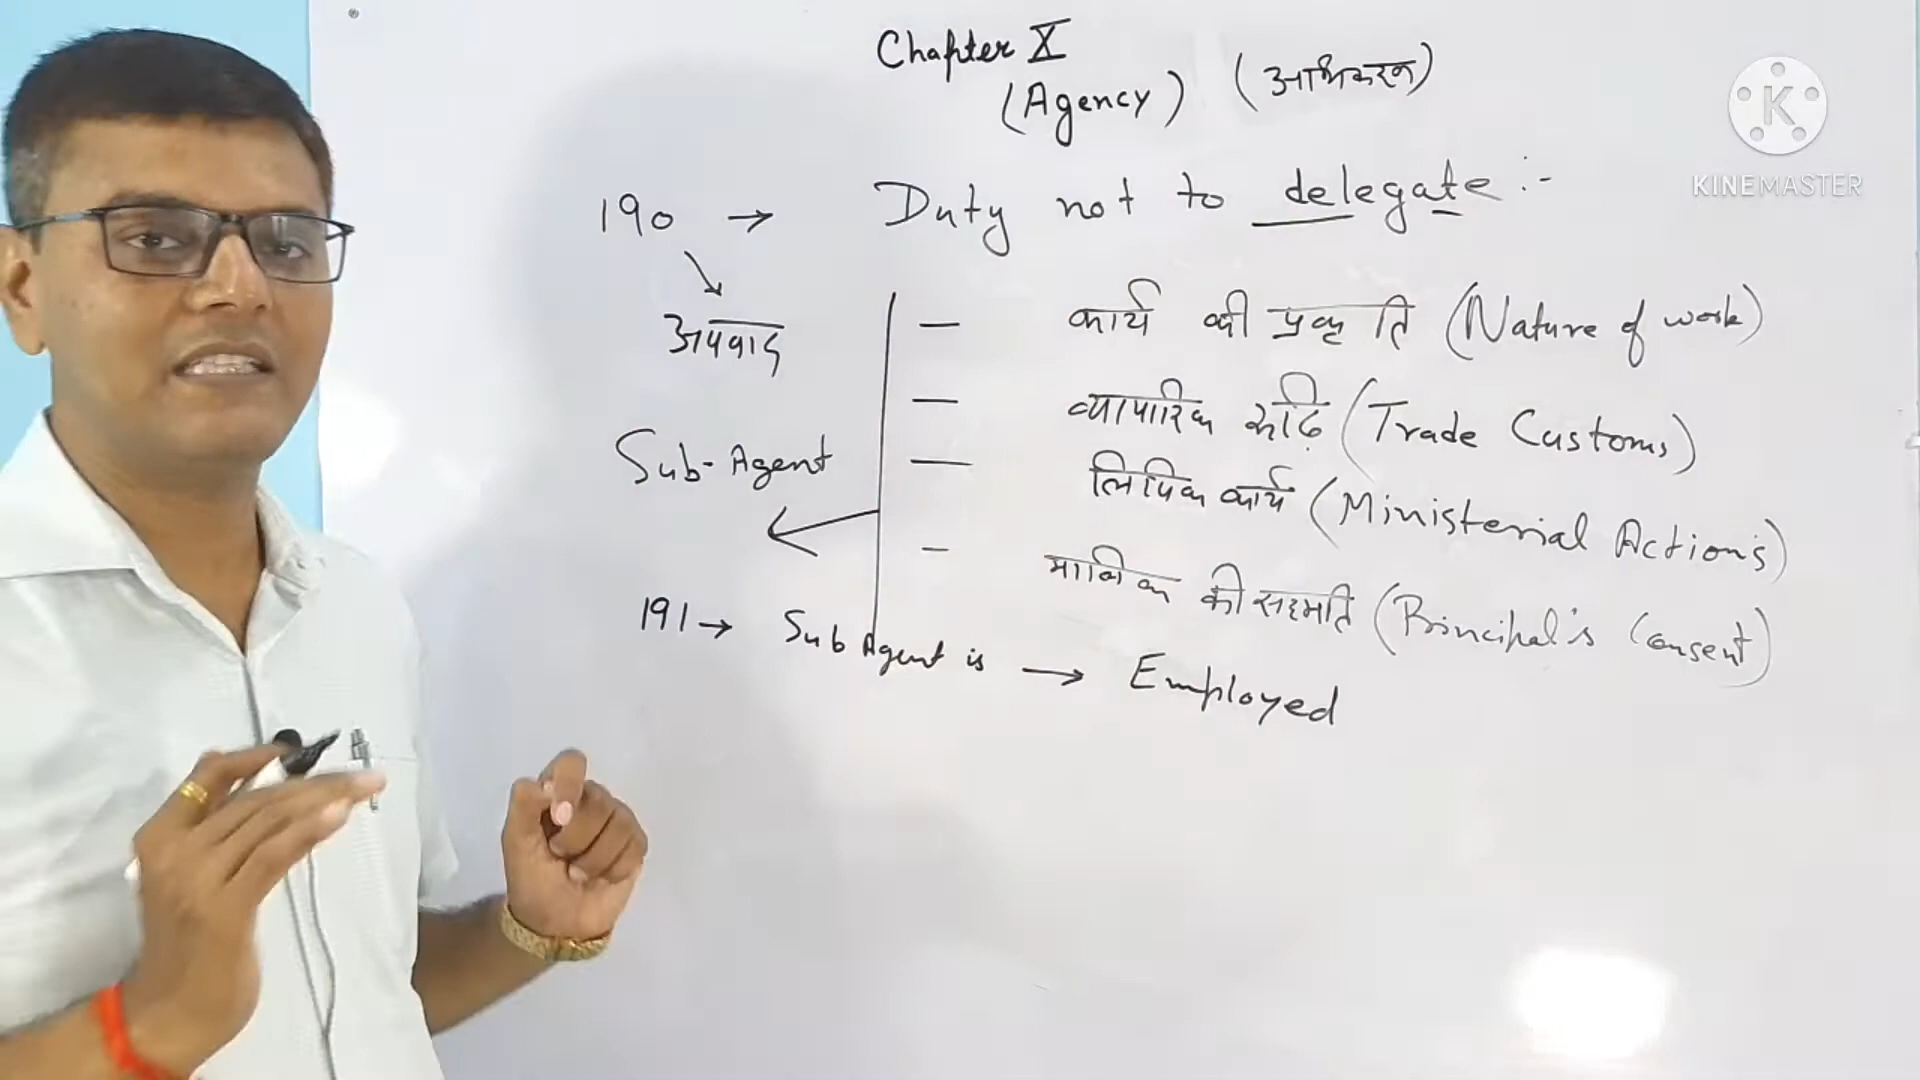 Chapter X
(Agency) (अभिकरण)
190 → Duty not to delegate :-
अपवाद
— कार्य की प्रकृति (Nature of work)
— व्यापारिक रूढ़ि (Trade Customs)
Sub-Agent
— लिपिक कार्य (Ministerial Actions)
- मालिक की सहमति (Principal's Consent)
191 → Sub Agent is → Employed
K
KINEMASTER